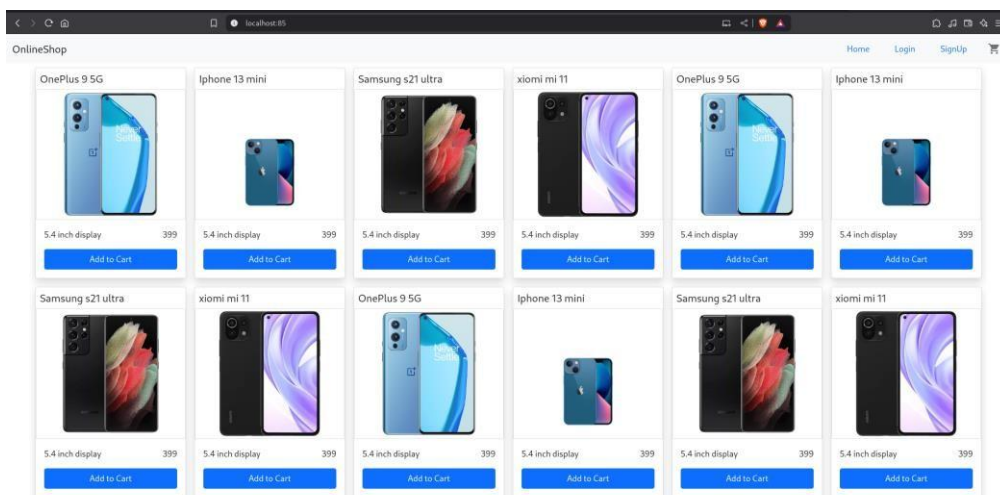 localhost:85
OnlineShop
Home Login SignUp
OnePlus 9 5G Iphone 13 mini Samsung s21 ultra xiomi mi 11 OnePlus 9 5G Iphone 13 mini
Never Never
Settle Settle
5.4 inch display 399 5.4 inch display 399 5.4 inch display 399 5.4 inch display 399 5.4 inch display 399 5.4 inch display 399
Add to Cart Add to Cart Add to Cart Add to Cart Add to Cart Add to Cart
Samsung s21 ultra xiomi mi 11 OnePlus 9 5G Iphone 13 mini Samsung s21 ultra xiomi mi 11
Never
Settle
5.4 inch display 399 5.4 inch display 399 5.4 inch display 399 5.4 inch display 399 5.4 inch display 399 5.4 inch display 399
Add to Cart Add to Cart Add to Cart Add to Cart Add to Cart Add to Cart